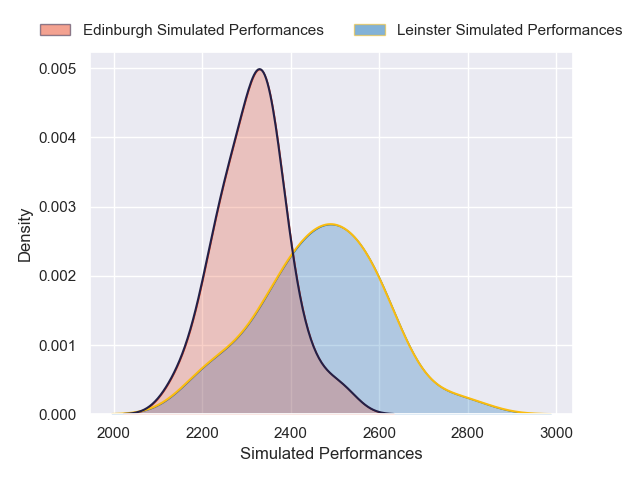 Edinburgh Simulated Performances
Leinster Simulated Performances
0.005
0.004
0.003
0.002
0.001
0.000
Density
2000 2200 2400 2600 2800 3000
Simulated Performances